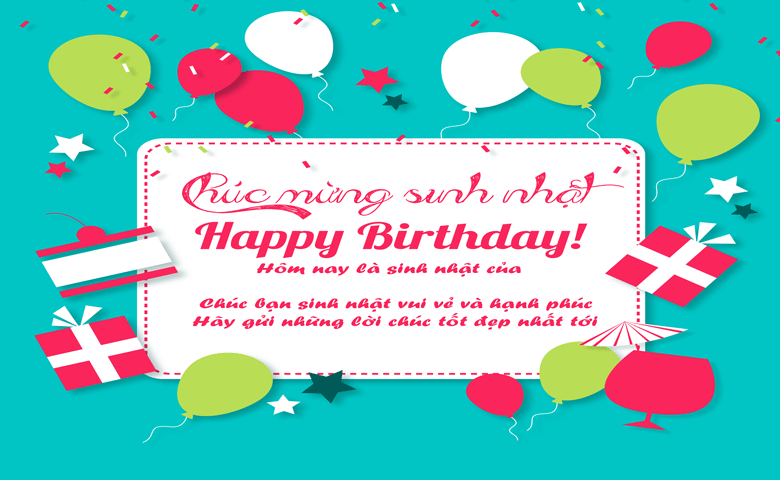 Chúc mừng sinh nhật
Happy Birthday!
Hôm nay là sinh nhật của
Chúc bạn sinh nhật vui vẻ và hạnh phúc
Hãy gửi những lời chúc tốt đẹp nhất tới